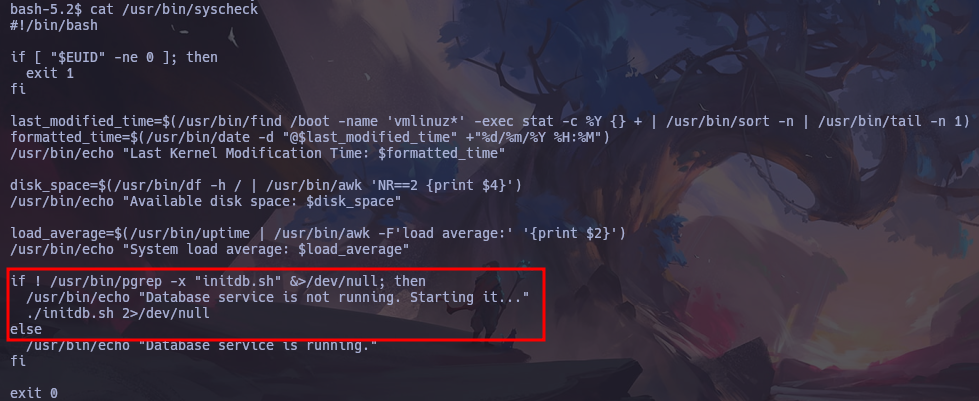 bash-5.2$ cat /usr/bin/syscheck
#!/bin/bash
if [ "$EUID" -ne 0 ]; then
  exit 1
fi
last_modified_time=$(/usr/bin/find /boot -name 'vmlinuz*' -exec stat -c %Y {} + | /usr/bin/sort -n | /usr/bin/tail -n 1)
formatted_time=$(/usr/bin/date -d "@$last_modified_time" +"%d/%m/%Y %H:%M")
/usr/bin/echo "Last Kernel Modification Time: $formatted_time"
disk_space=$(/usr/bin/df -h / | /usr/bin/awk 'NR==2 {print $4}')
/usr/bin/echo "Available disk space: $disk_space"
load_average=$(/usr/bin/uptime | /usr/bin/awk -F'load average:' '{print $2}')
/usr/bin/echo "System load average: $load_average"
if ! /usr/bin/pgrep -x "initdb.sh" &>/dev/null; then
  /usr/bin/echo "Database service is not running. Starting it..."
  ./initdb.sh 2>/dev/null
else
  /usr/bin/echo "Database service is running."
fi
exit 0